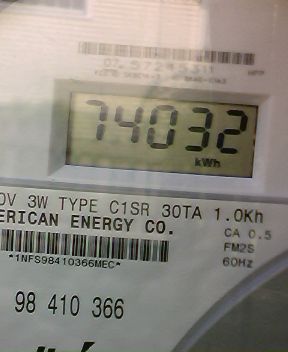 74032
kWh
0V 3W TYPE C1SR 30TA 1.0Kh
ERICAN ENERGY CO.
CA 0.5
FM2S
60Hz
*1NFS98410366MEC*
98 410 366